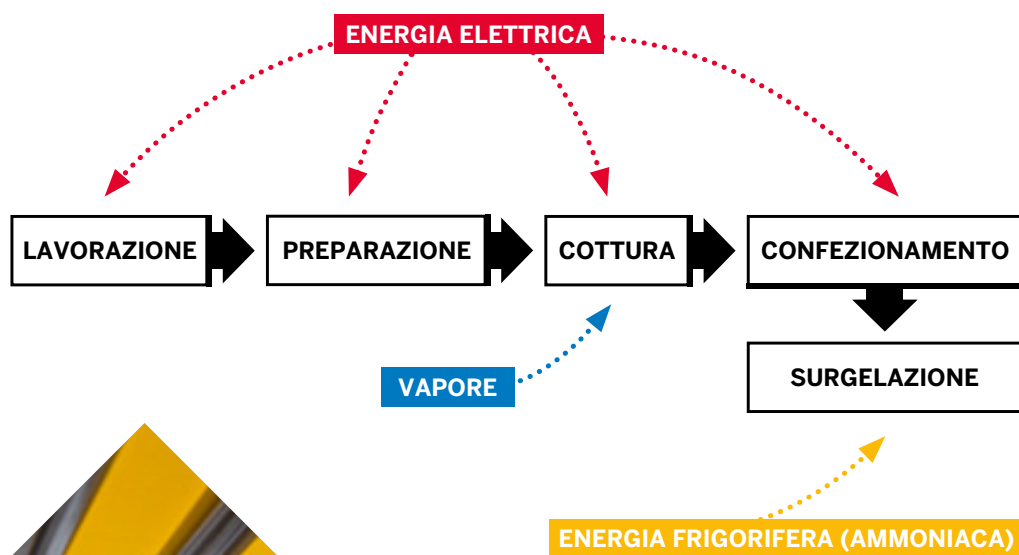 ENERGIA ELETTRICA
LAVORAZIONE
PREPARAZIONE
COTTURA
CONFEZIONAMENTO
SURGELAZIONE
VAPORE
ENERGIA FRIGORIFERA (AMMONIACA)